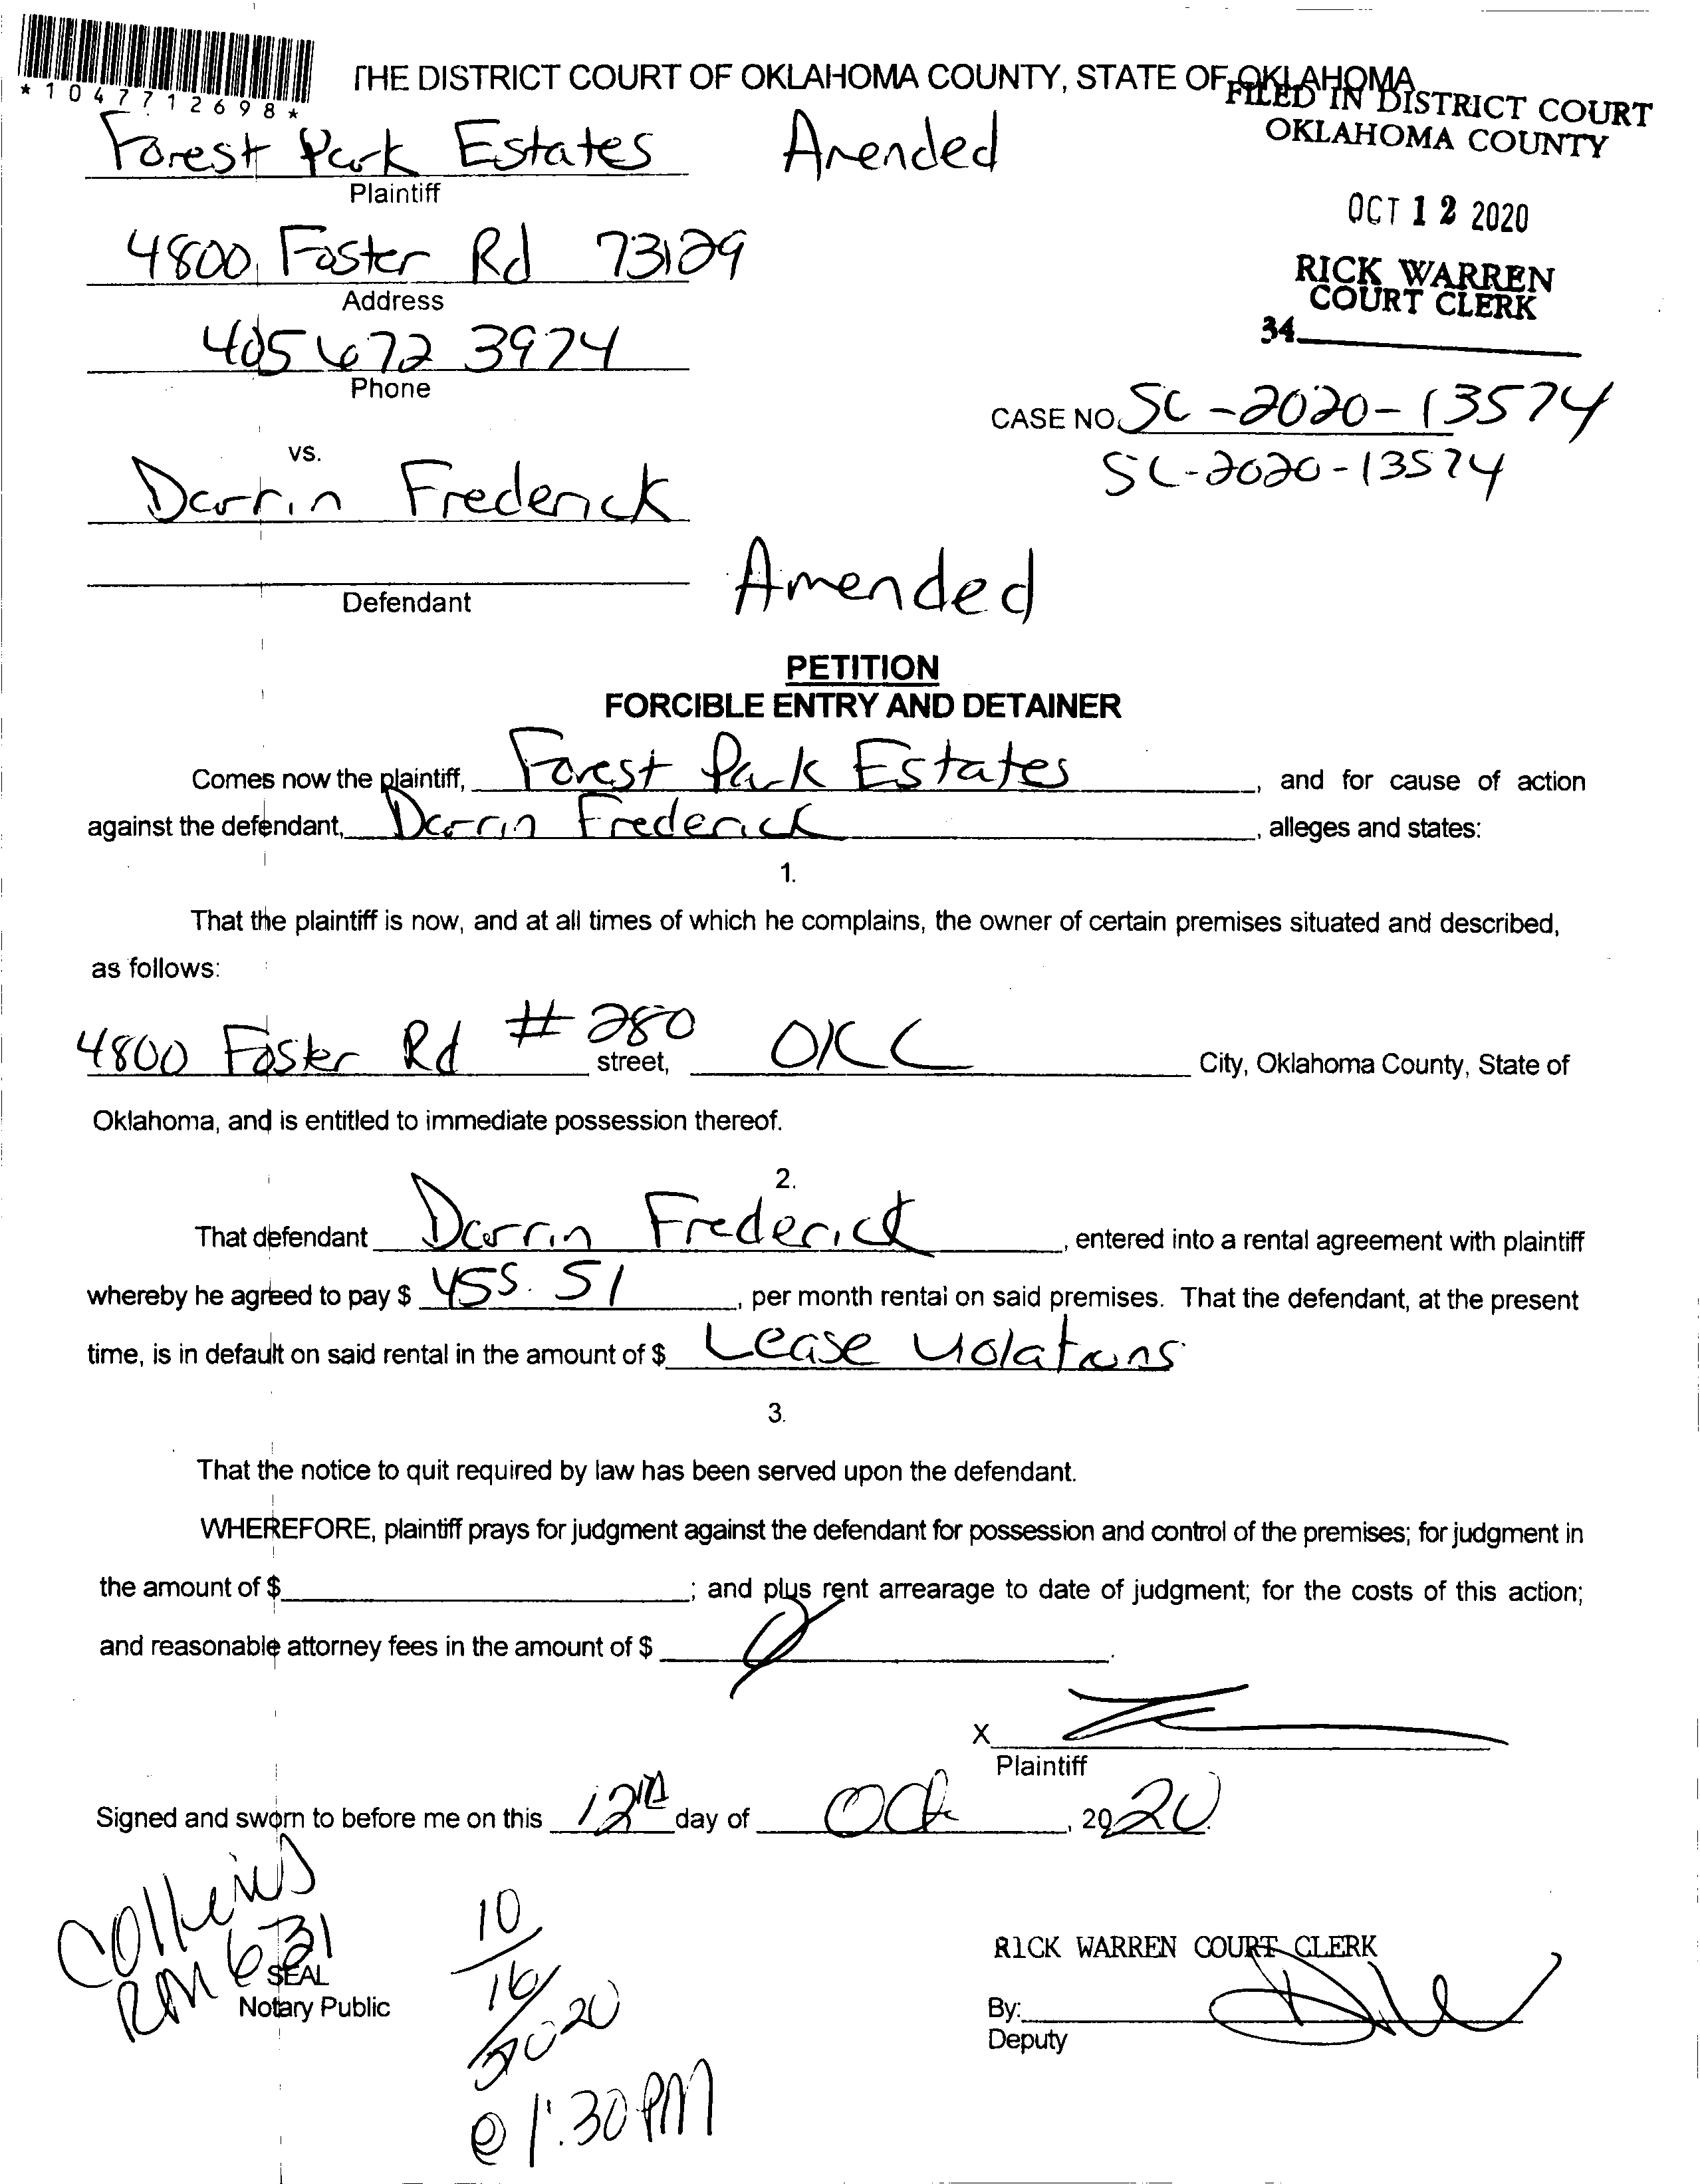 *1047712698*
THE DISTRICT COURT OF OKLAHOMA COUNTY, STATE OF OKLAHOMA
FILED IN DISTRICT COURT
OKLAHOMA COUNTY
Forest Park Estates Amended
Plaintiff
OCT 12 2020
4800 Foster Rd 73129
Address
RICK WARREN
COURT CLERK
34
405 672 3974
Phone
CASE NO. SC-2020-13574
SC-2020-13574
vs.
Darrin Frederick
Defendant
Amended
PETITION
FORCIBLE ENTRY AND DETAINER
Comes now the plaintiff, Forest Park Estates, and for cause of action
against the defendant, Darrin Frederick, alleges and states:
1.
That the plaintiff is now, and at all times of which he complains, the owner of certain premises situated and described,
as follows:
4800 Foster Rd #280 street, OKC City, Oklahoma County, State of
Oklahoma, and is entitled to immediate possession thereof.
2.
That defendant Darrin Frederick, entered into a rental agreement with plaintiff
whereby he agreed to pay $ 455.51, per month rental on said premises. That the defendant, at the present
time, is in default on said rental in the amount of $ Lease violations
3.
That the notice to quit required by law has been served upon the defendant.
WHEREFORE, plaintiff prays for judgment against the defendant for possession and control of the premises; for judgment in
the amount of $ ; and plus rent arrearage to date of judgment; for the costs of this action;
and reasonable attorney fees in the amount of $ .
X
Plaintiff
Signed and sworn to before me on this 12th day of Oct, 2020
Collins
RM 631
SEAL
Notary Public
10/16/2020
@ 1:30 PM
RICK WARREN COURT CLERK
By:
Deputy